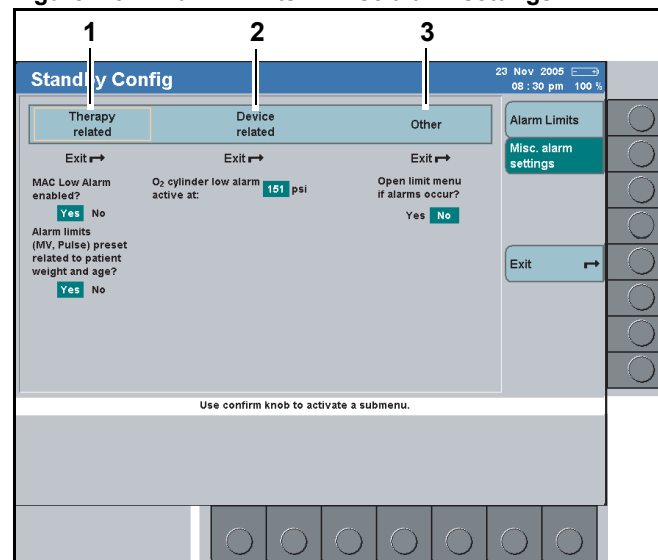 1 2 3
Standby Config
23 Nov 2005
08 : 30 pm 100 %
Therapy related
Device related
Other
Alarm Limits
Misc. alarm settings
Exit
Exit
Exit
MAC Low Alarm
enabled?
Yes No
Alarm limits
(MV, Pulse) preset
related to patient
weight and age?
Yes No
O2 cylinder low alarm
active at: 151 psi
Open limit menu
if alarms occur?
Yes No
Exit
Use confirm knob to activate a submenu.